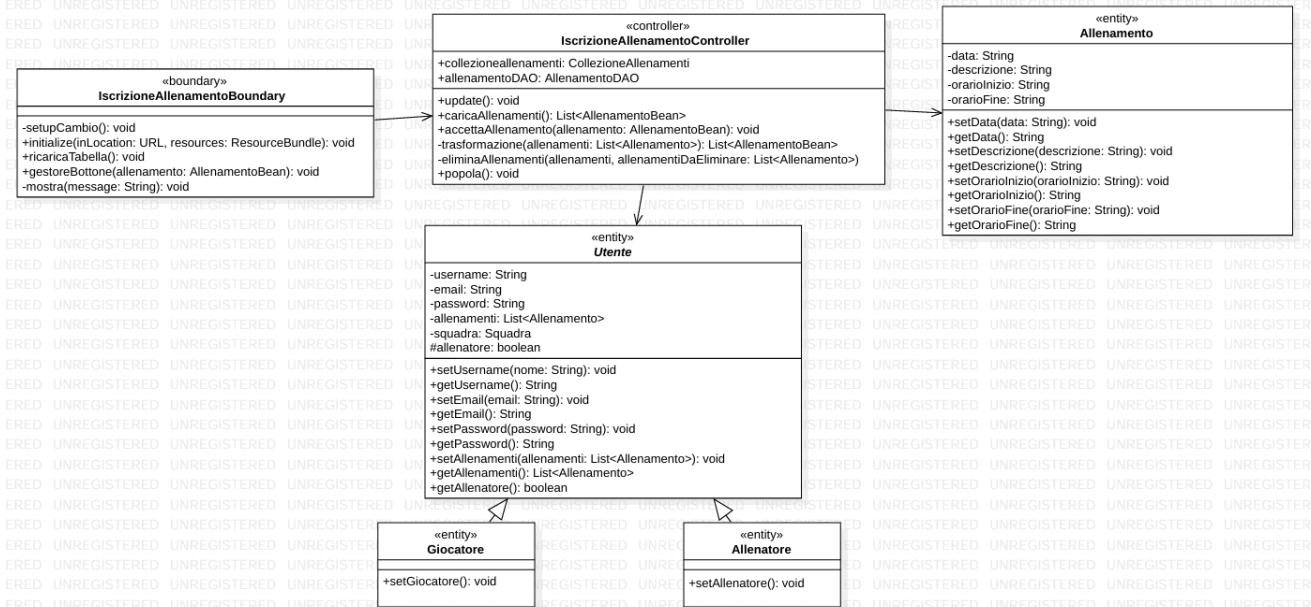 «boundary»
IscrizioneAllenamentoBoundary
-setupCambio(): void
+initialize(inLocation: URL, resources: ResourceBundle): void
+ricaricaTabella(): void
+gestoreBottone(allenamento: AllenamentoBean): void
-mostra(message: String): void
«controller»
IscrizioneAllenamentoController
+collezioneallenamenti: CollezioneAllenamenti
+allenamentoDAO: AllenamentoDAO
+update(): void
+caricaAllenamenti(): List<AllenamentoBean>
+accettaAllenamento(allenamento: AllenamentoBean): void
-trasformazione(allenamenti: List<Allenamento>): List<AllenamentoBean>
-eliminaAllenamenti(allenamenti, allenamentiDaEliminare: List<Allenamento>)
+popola(): void
«entity»
Allenamento
-data: String
-descrizione: String
-orarioInizio: String
-orarioFine: String
+setData(data: String): void
+getData(): String
+setDescrizione(descrizione: String): void
+getDescrizione(): String
+setOrarioInizio(orarioInizio: String): void
+getOrarioInizio(): String
+setOrarioFine(orarioFine: String): void
+getOrarioFine(): String
«entity»
Utente
-username: String
-email: String
-password: String
-allenamenti: List<Allenamento>
-squadra: Squadra
#allenatore: boolean
+setUsername(nome: String): void
+getUsername(): String
+setEmail(email: String): void
+getEmail(): String
+setPassword(password: String): void
+getPassword(): String
+setAllenamenti(allenamenti: List<Allenamento>): void
+getAllenamenti(): List<Allenamento>
+getAllenatore(): boolean
«entity»
Giocatore
+setGiocatore(): void
«entity»
Allenatore
+setAllenatore(): void